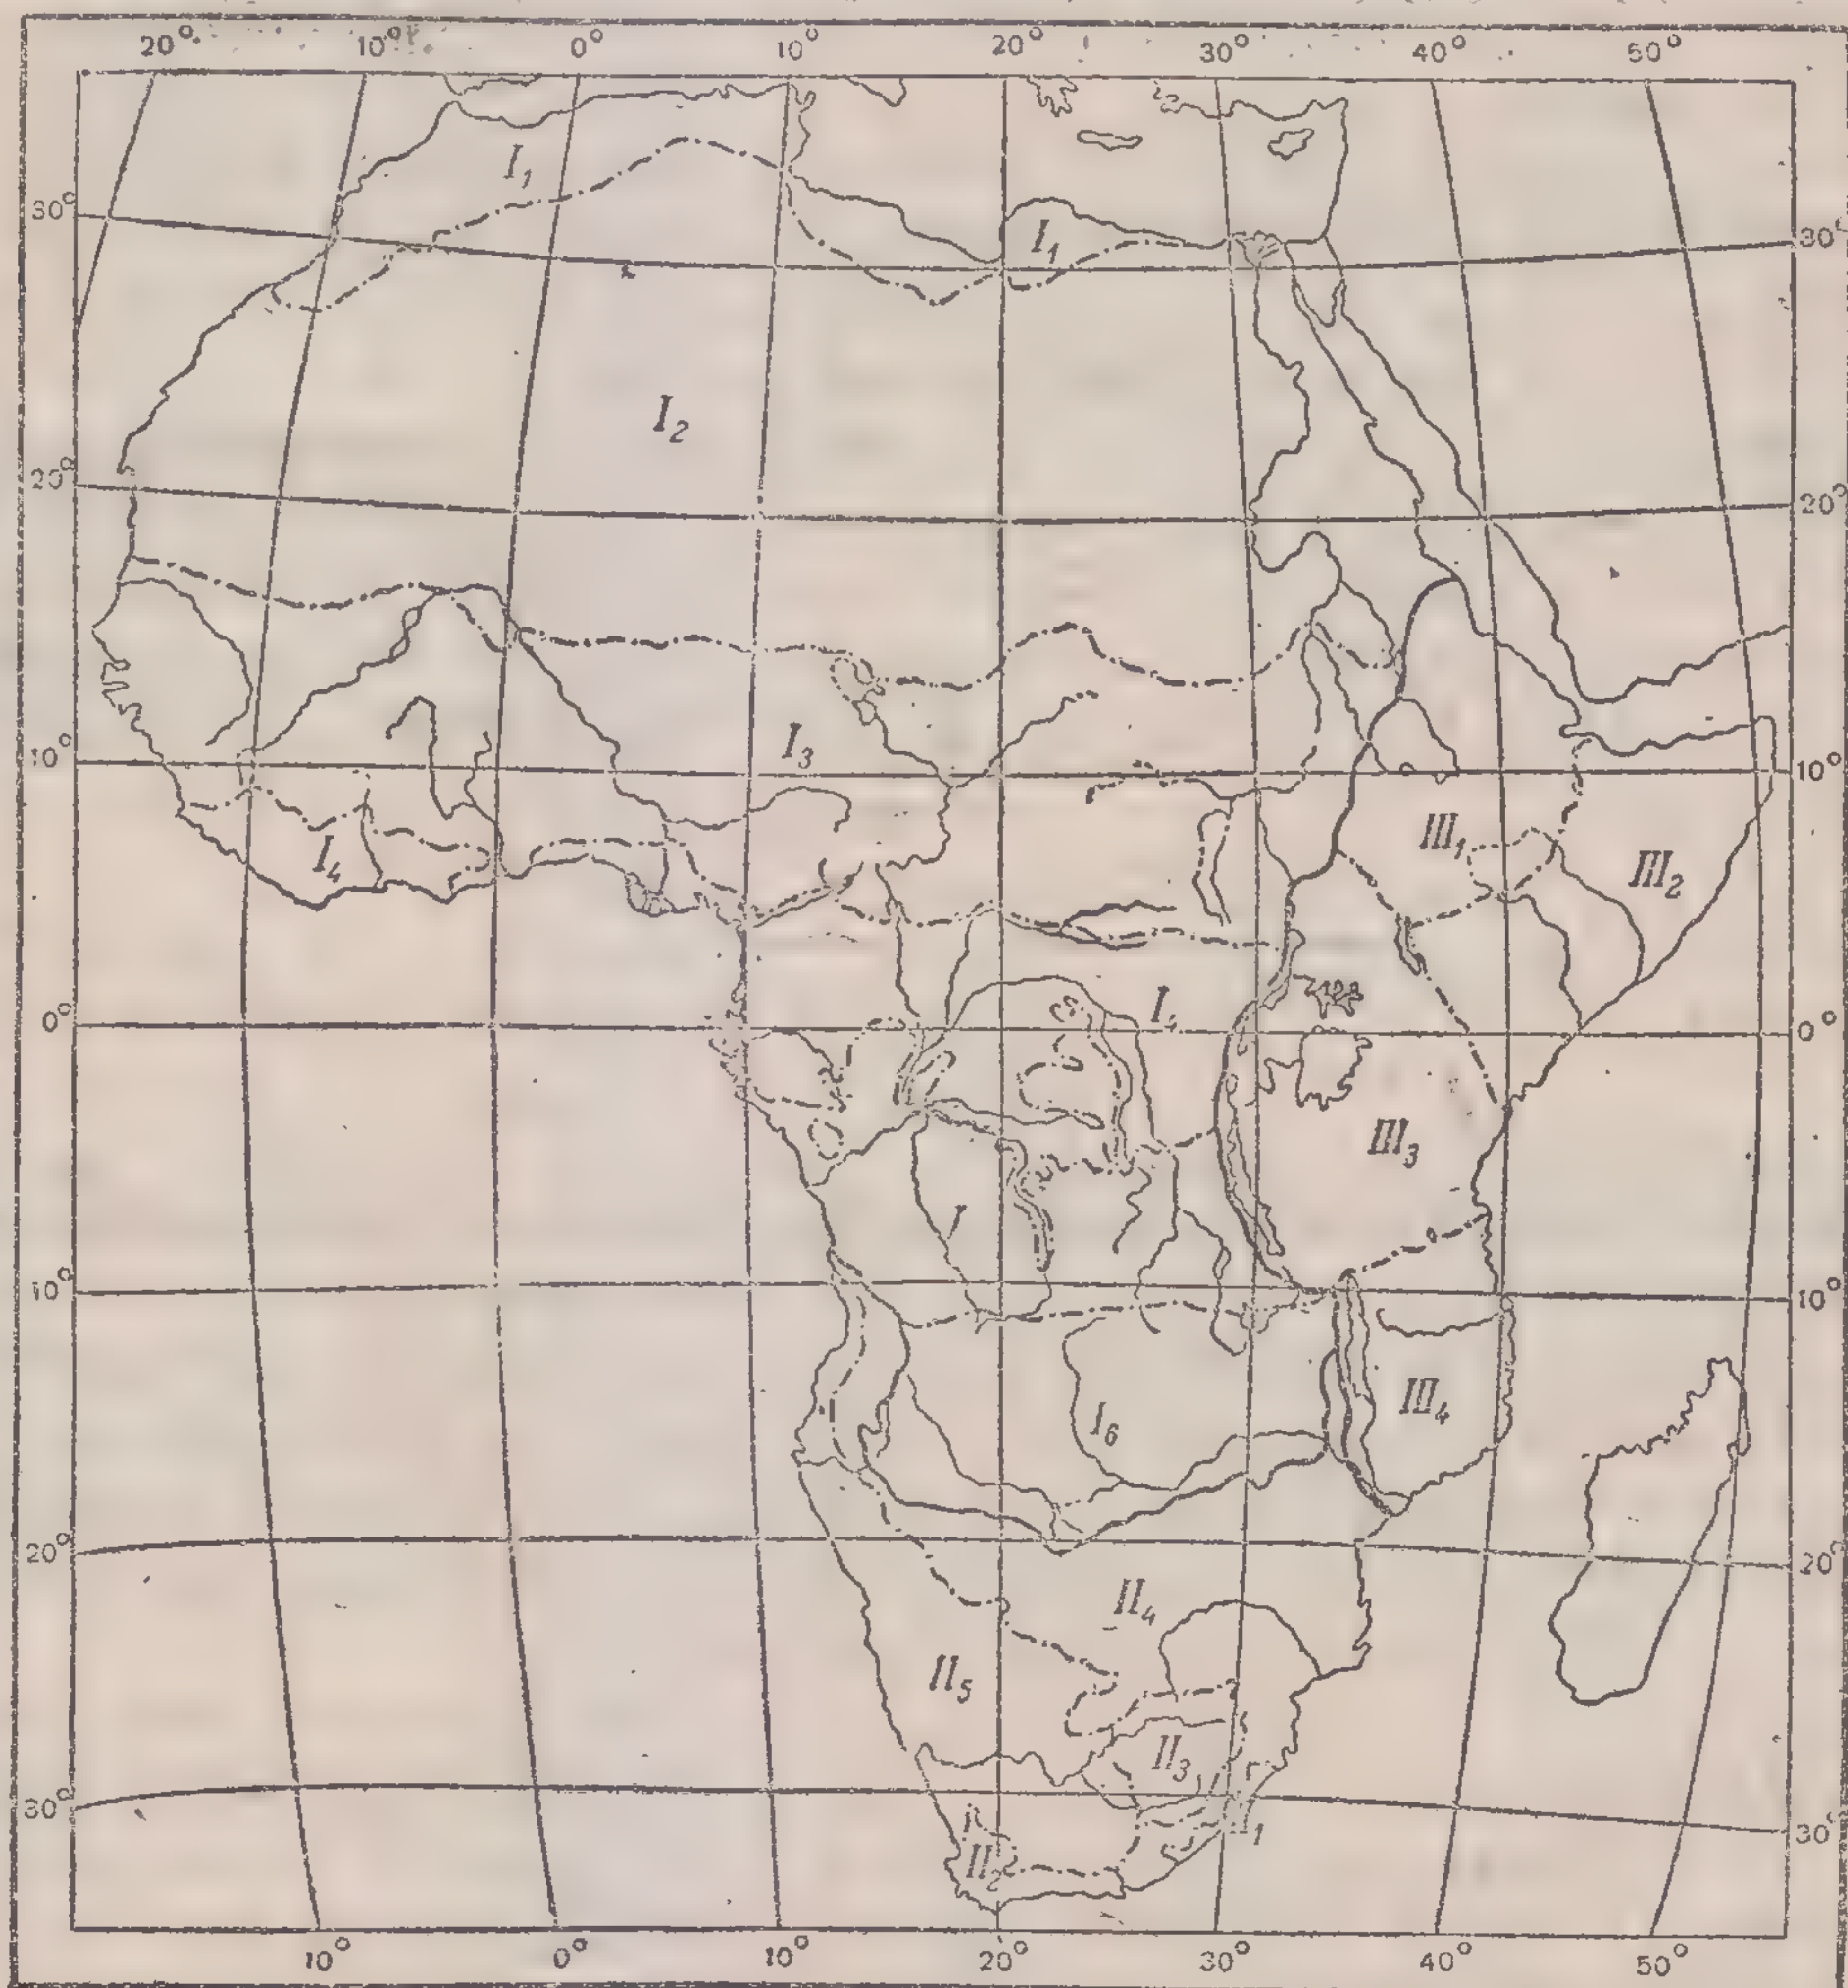 20° 10° 0° 10° 20° 30° 40° 50°
I₁
30° I₁ 30°
I₂
20° 20°
I₃
10° 10°
III₁
I₄ III₂
0° I₄ 0°
III₃
10° 10°
III₄
I₆
20° 20°
II₄
II₅
II₃
30° II₁ 30°
II₂
10° 0° 10° 20° 30° 40° 50°